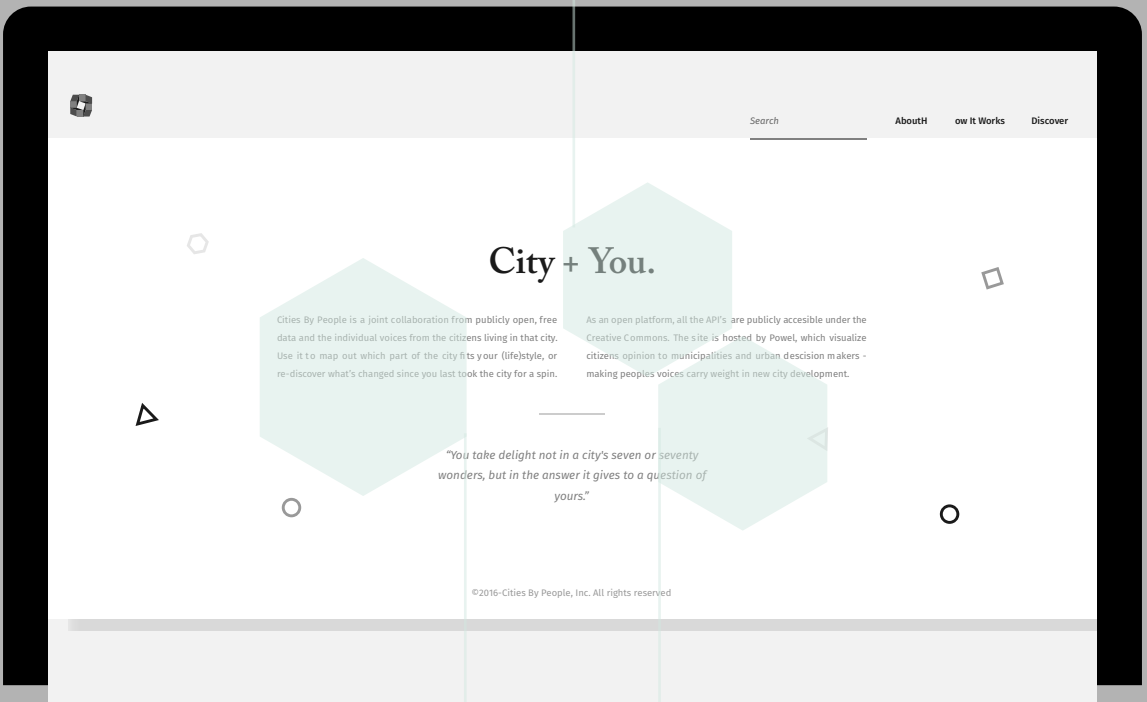 Search
AboutH ow It Works Discover
City + You.
Cities By People is a joint collaboration from publicly open, free
data and the individual voices from the citizens living in that city.
Use it to map out which part of the city fits your (life)style, or
re-discover what's changed since you last took the city for a spin.
As an open platform, all the API's are publicly accesible under the
Creative Commons. The site is hosted by Powel, which visualize
citizens opinion to municipalities and urban descision makers -
making peoples voices carry weight in new city development.
“You take delight not in a city's seven or seventy
wonders, but in the answer it gives to a question of
yours.”
©2016-Cities By People, Inc. All rights reserved